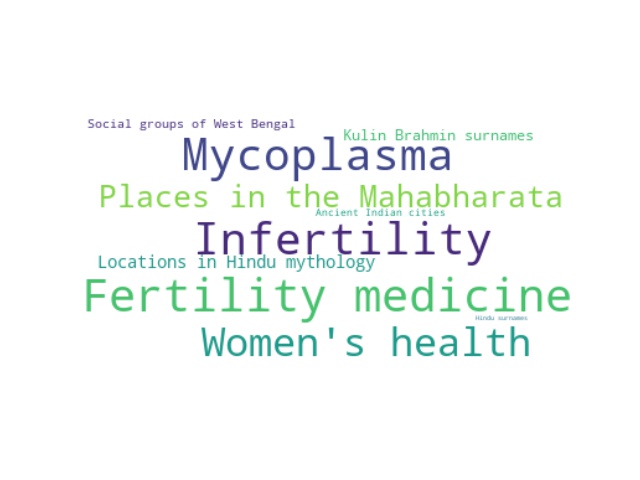 Social groups of West Bengal
Kulin Brahmin surnames
Mycoplasma
Places in the Mahabharata
Ancient Indian cities
Infertility
Locations in Hindu mythology
Fertility medicine
Hindu surnames
Women's health